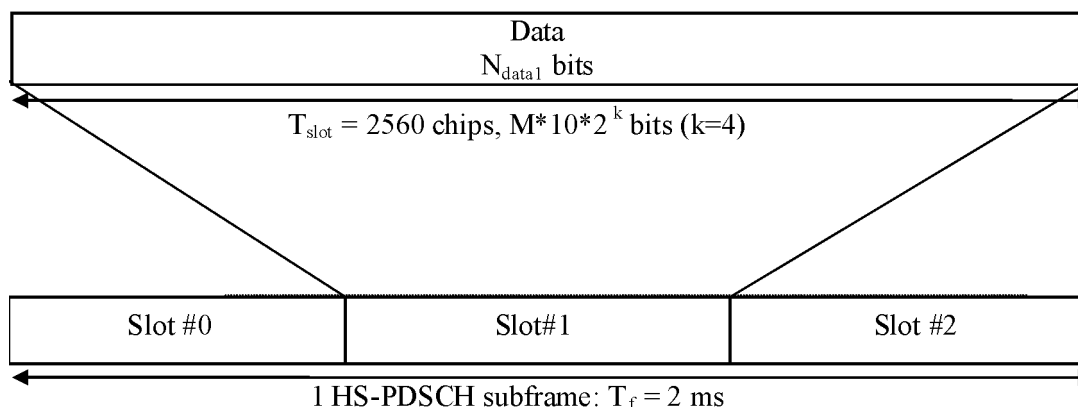 Data
N_data1 bits
T_slot = 2560 chips, M*10*2^k bits (k=4)
Slot #0
Slot#1
Slot #2
1 HS-PDSCH subframe: T_f = 2 ms